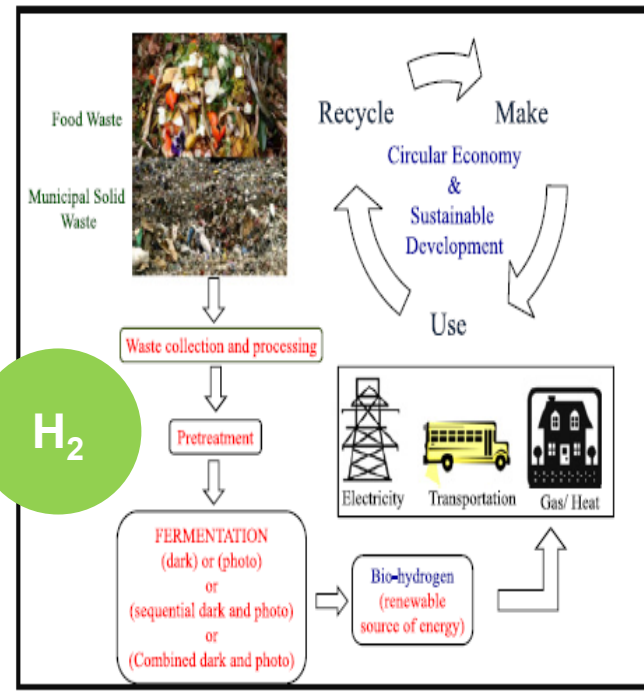 Food Waste
Municipal Solid
Waste
Waste collection and processing
Pretreatment
FERMENTATION
(dark) or (photo)
or
(sequential dark and photo)
or
(Combined dark and photo)
Bio-hydrogen
(renewable
source of energy)
Electricity
Transportation
Gas/ Heat
Recycle
Make
Circular Economy
&
Sustainable
Development
Use
H₂